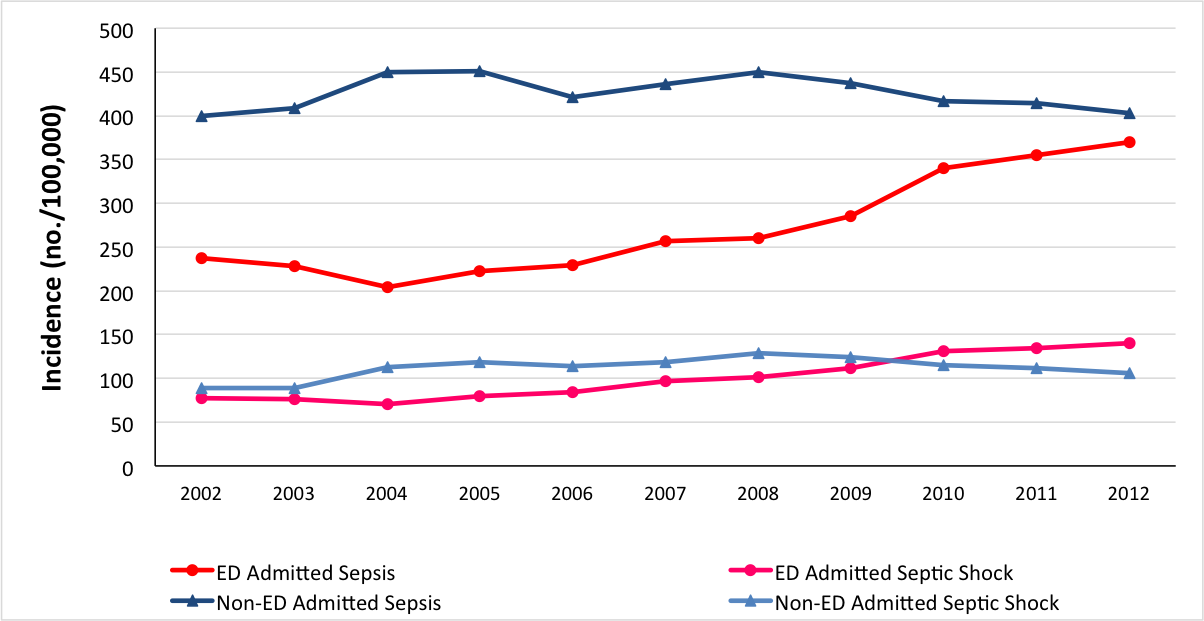 Incidence (no./100,000)
500
450
400
350
300
250
200
150
100
50
0
2002 2003 2004 2005 2006 2007 2008 2009 2010 2011 2012
ED Admitted Sepsis ED Admitted Septic Shock
Non-ED Admitted Sepsis Non-ED Admitted Septic Shock